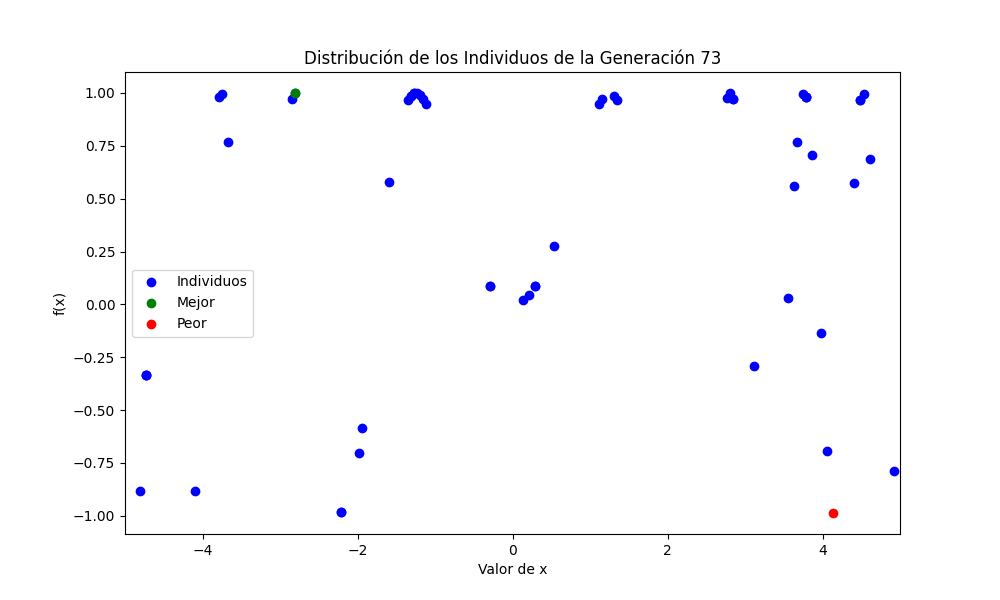 Distribución de los Individuos de la Generación 73
f(x)
1.00
0.75
0.50
0.25
0.00
−0.25
−0.50
−0.75
−1.00
Individuos
Mejor
Peor
−4
−2
0
2
4
Valor de x